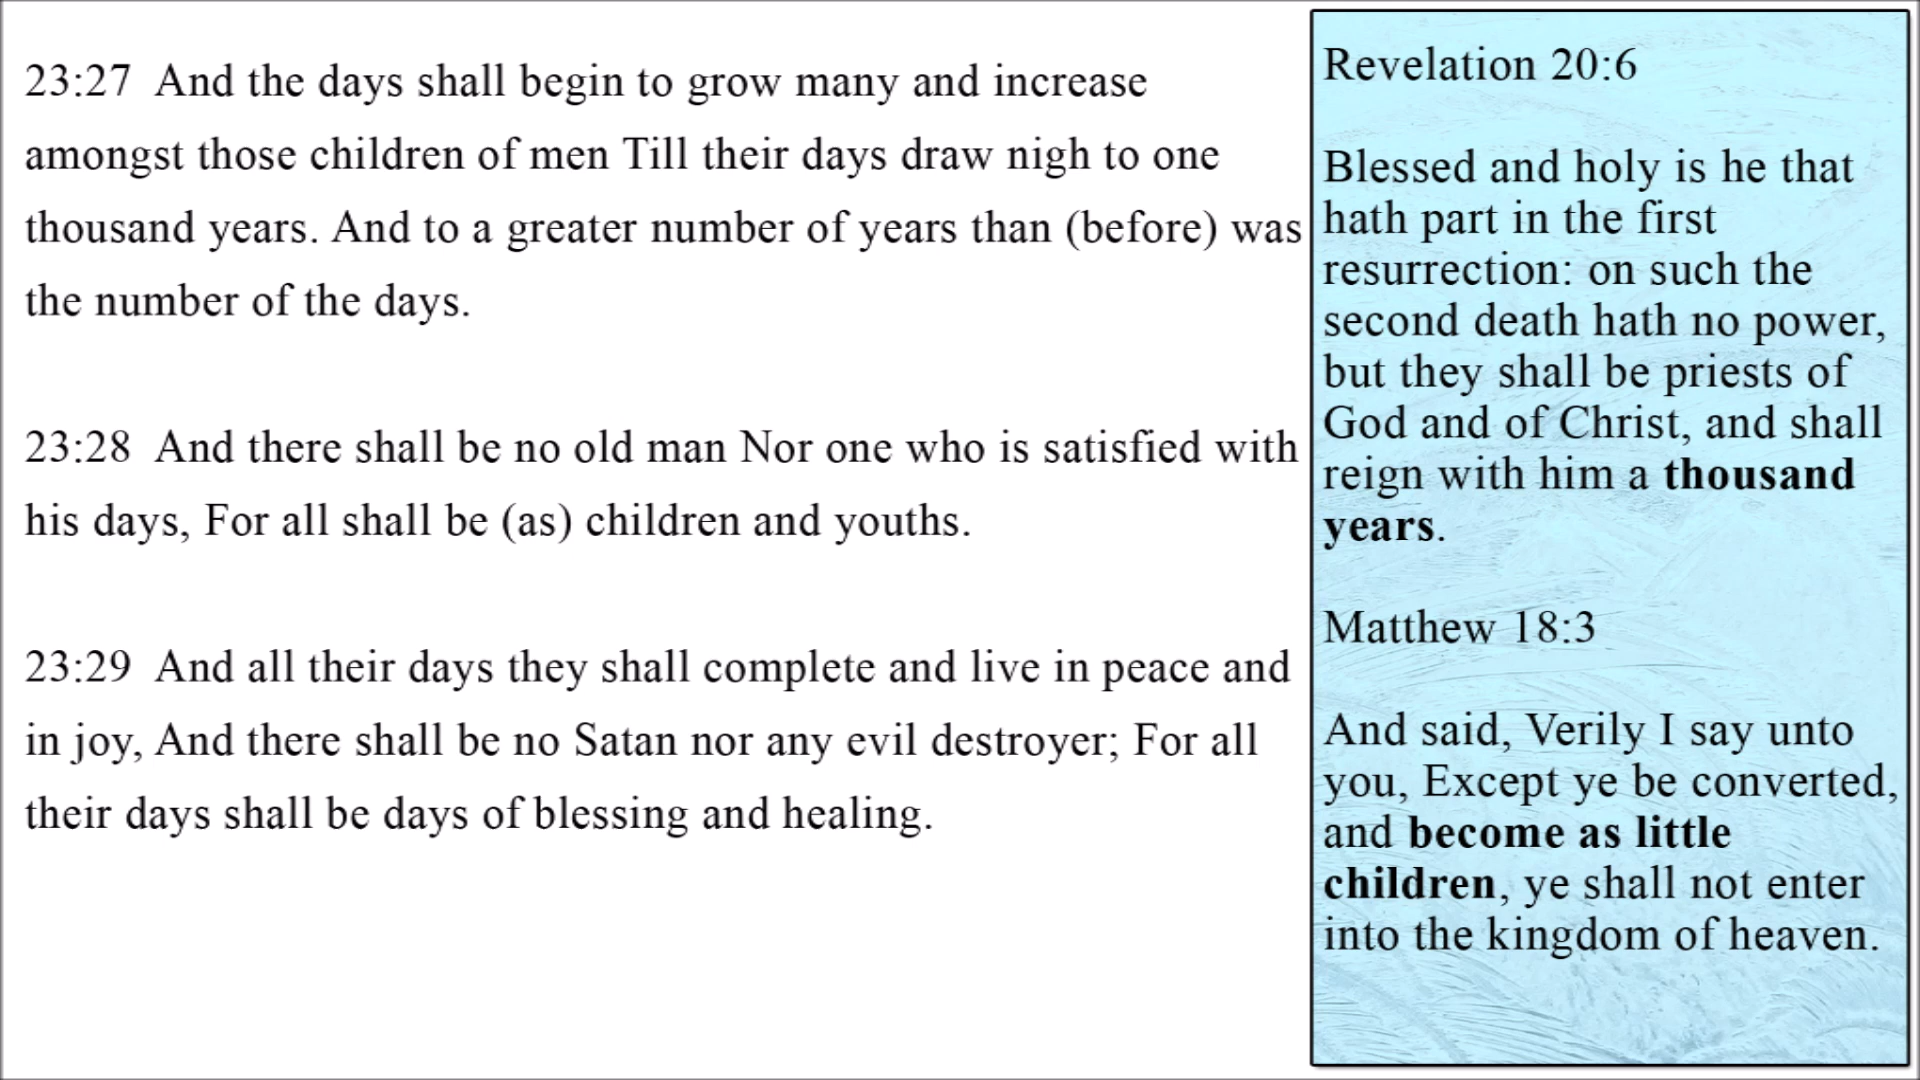 23:27 And the days shall begin to grow many and increase
amongst those children of men Till their days draw nigh to one
thousand years. And to a greater number of years than (before) was
the number of the days.
23:28 And there shall be no old man Nor one who is satisfied with
his days, For all shall be (as) children and youths.
23:29 And all their days they shall complete and live in peace and
in joy, And there shall be no Satan nor any evil destroyer; For all
their days shall be days of blessing and healing.
Revelation 20:6
Blessed and holy is he that
hath part in the first
resurrection: on such the
second death hath no power,
but they shall be priests of
God and of Christ, and shall
reign with him a thousand
years.
Matthew 18:3
And said, Verily I say unto
you, Except ye be converted,
and become as little
children, ye shall not enter
into the kingdom of heaven.